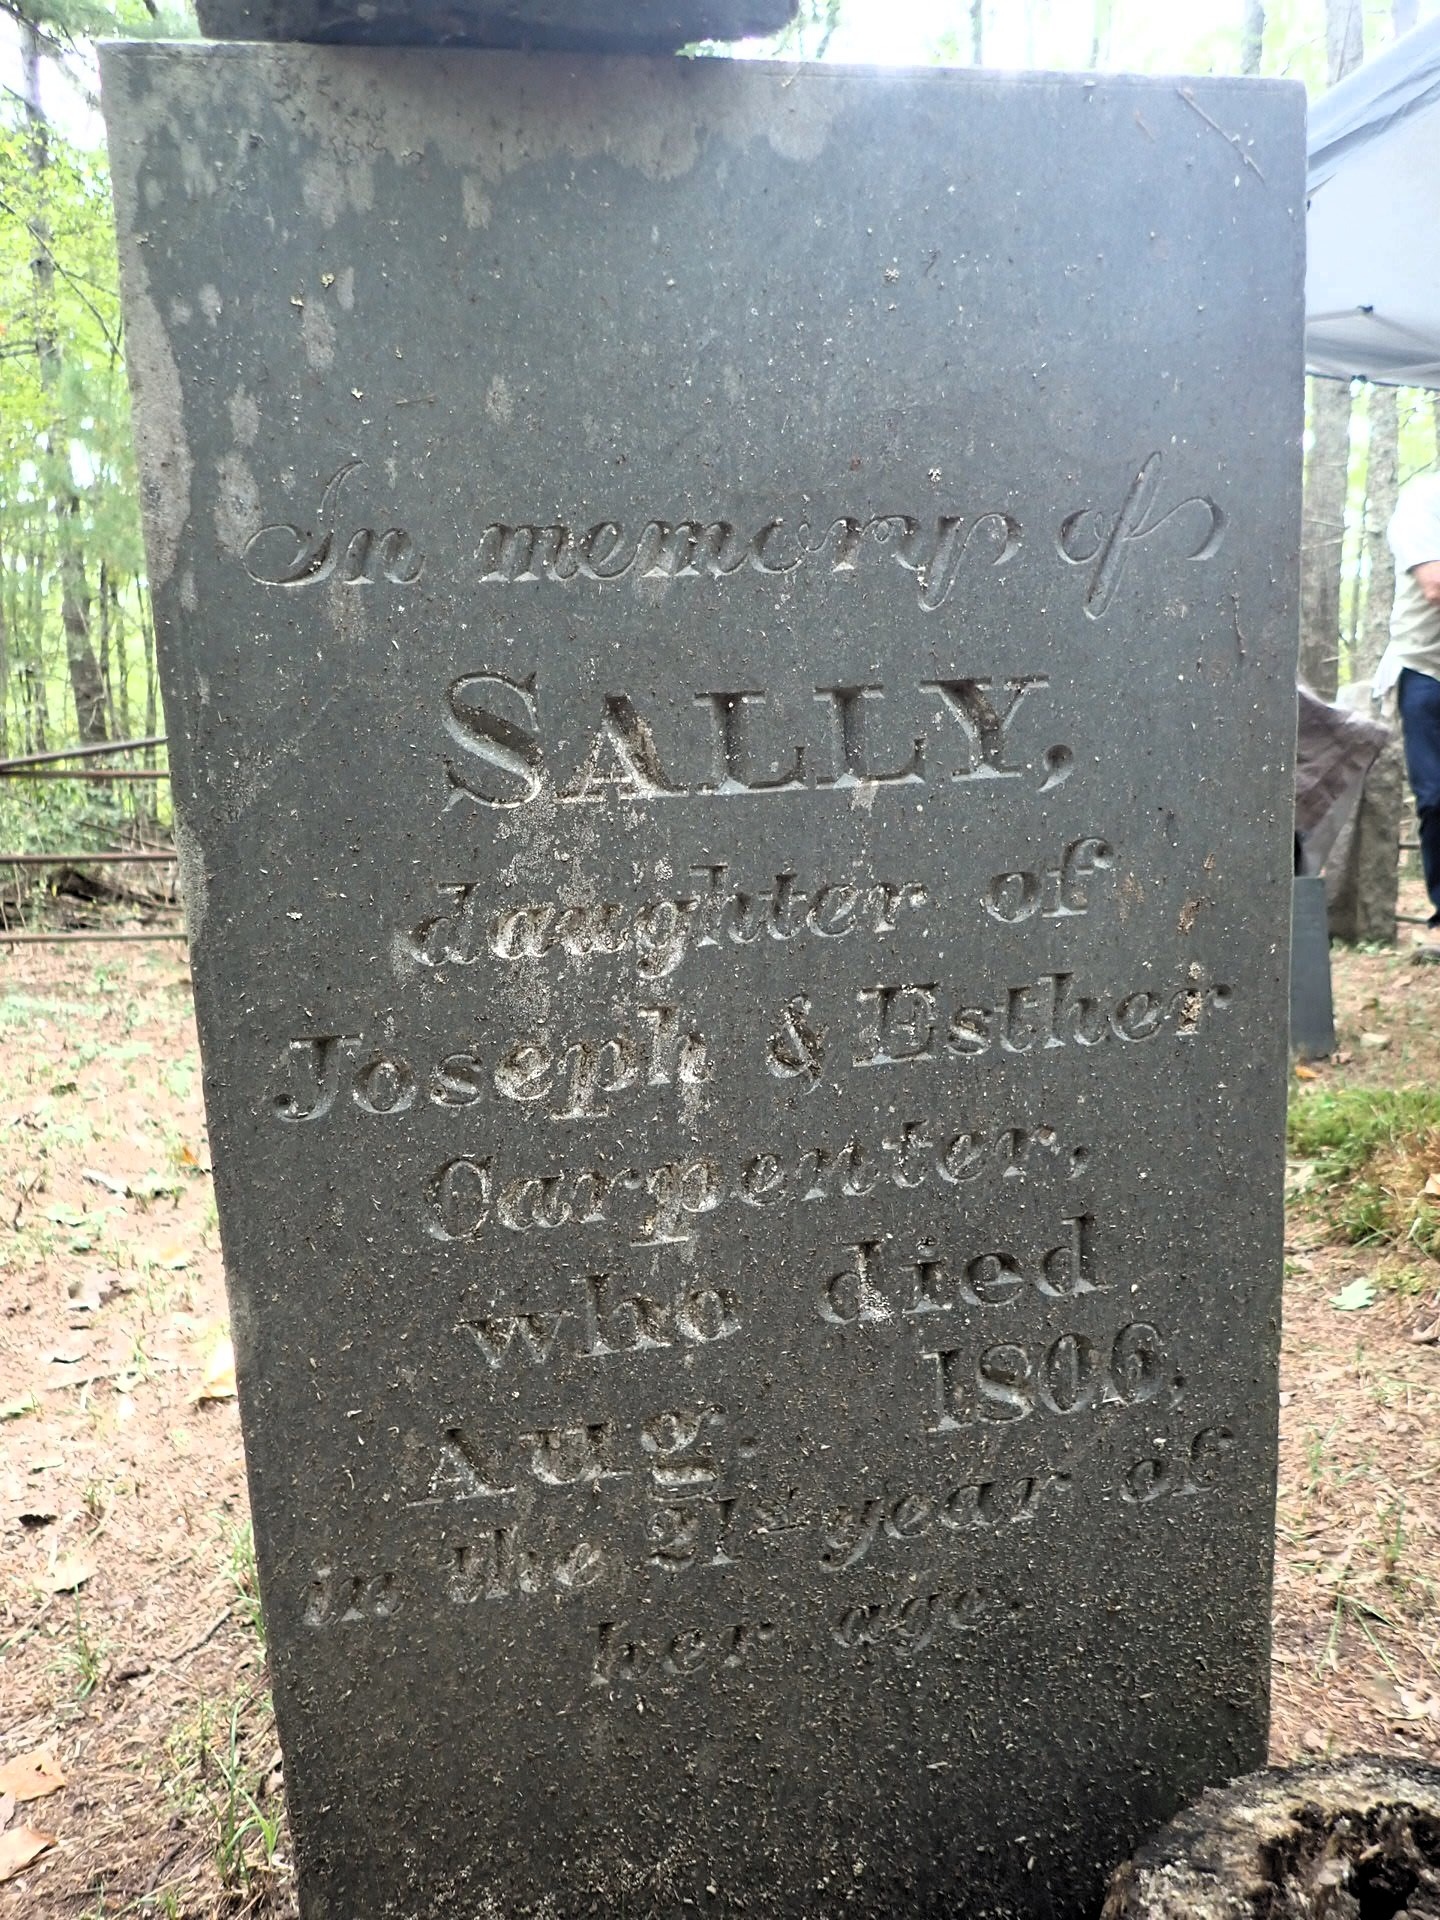 In memory of
SALLY,
daughter of
Joseph & Esther
Carpenter,
who died
Aug. 1806,
in the 21st year of
her age.